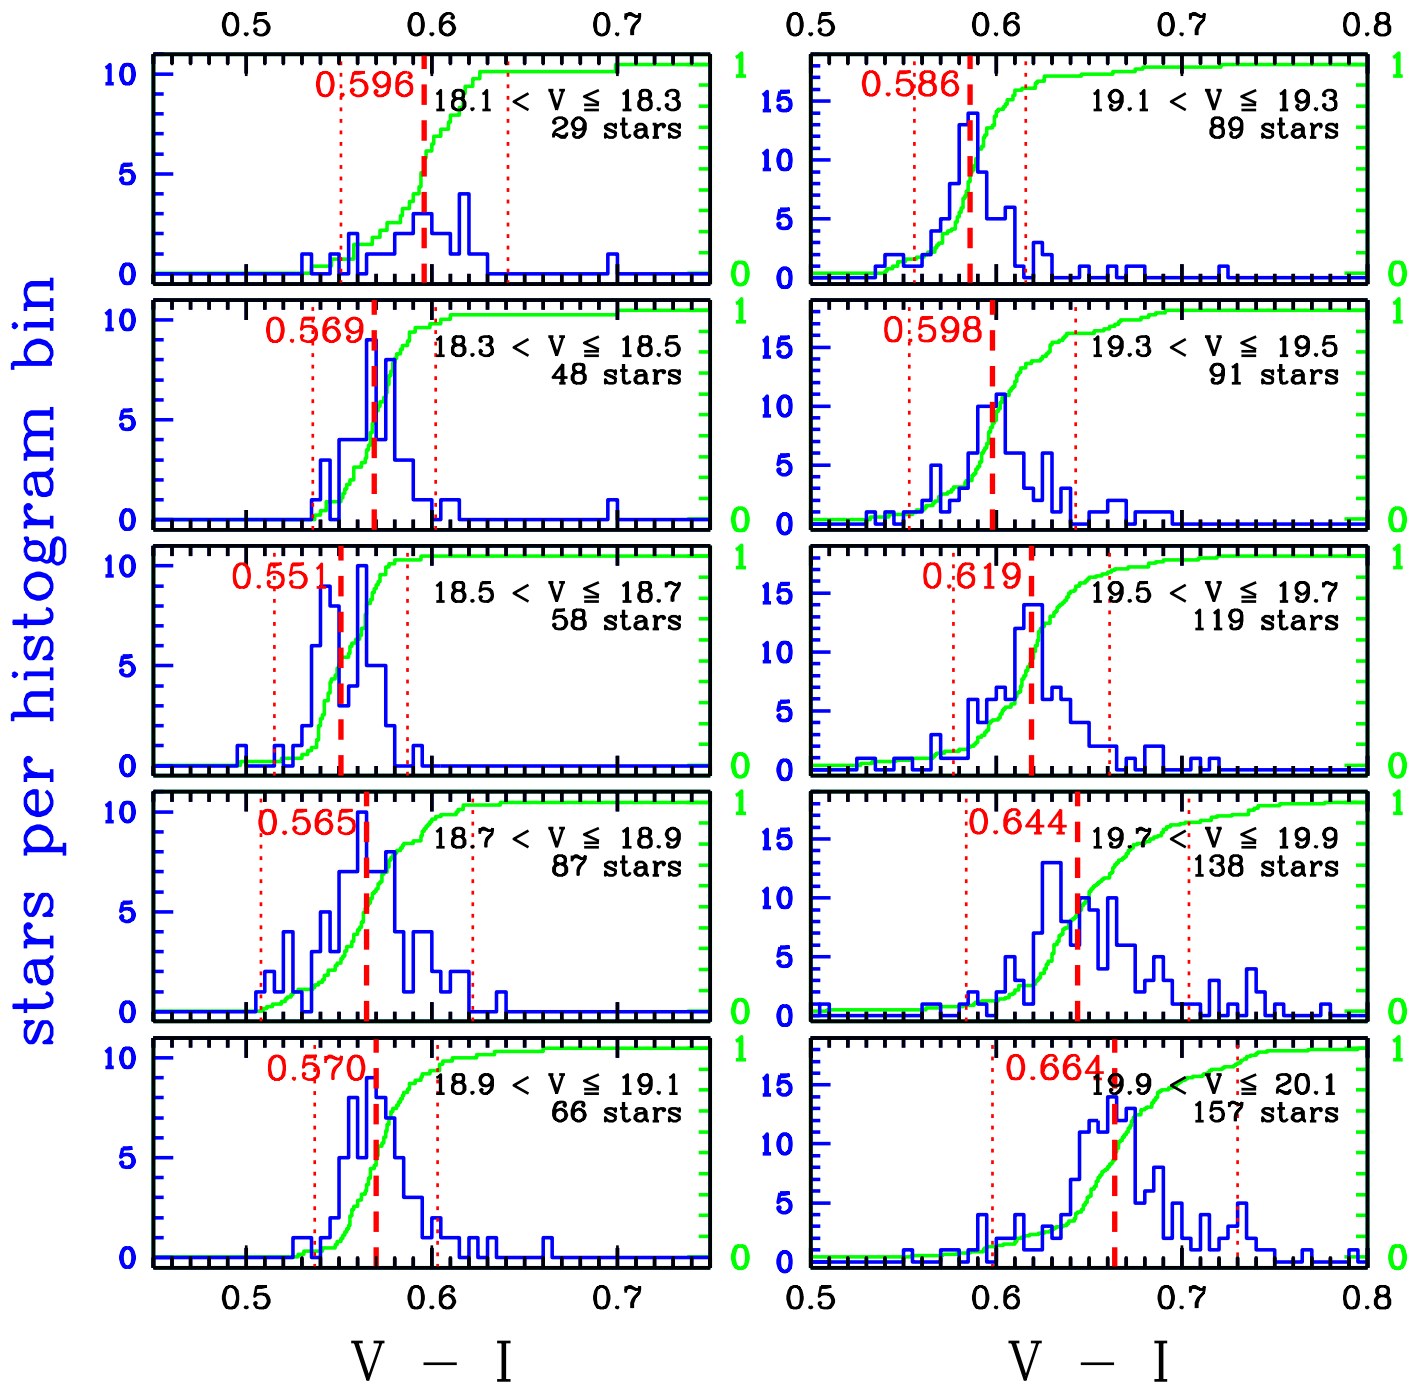 0.5 0.6 0.7 0.5 0.6 0.7 0.8
stars per histogram bin
10 5 0
0.596
18.1 < V ≦ 18.3
29 stars
1 0
15 10 5 0
0.586
19.1 < V ≦ 19.3
89 stars
1 0
10 5 0
0.569
18.3 < V ≦ 18.5
48 stars
1 0
15 10 5 0
0.598
19.3 < V ≦ 19.5
91 stars
1 0
10 5 0
0.551
18.5 < V ≦ 18.7
58 stars
1 0
15 10 5 0
0.619
19.5 < V ≦ 19.7
119 stars
1 0
10 5 0
0.565
18.7 < V ≦ 18.9
87 stars
1 0
15 10 5 0
0.644
19.7 < V ≦ 19.9
138 stars
1 0
10 5 0
0.570
18.9 < V ≦ 19.1
66 stars
1 0
15 10 5 0
0.664
19.9 < V ≦ 20.1
157 stars
1 0
0.5 0.6 0.7 0.5 0.6 0.7 0.8
V − I V − I